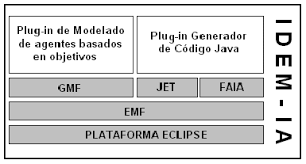 Plug-in de Modelado
de agentes basados
en objetivos
Plug-in Generador
de Código Java
GMF
JET
FAIA
EMF
PLATAFORMA ECLIPSE
IDEM-IA